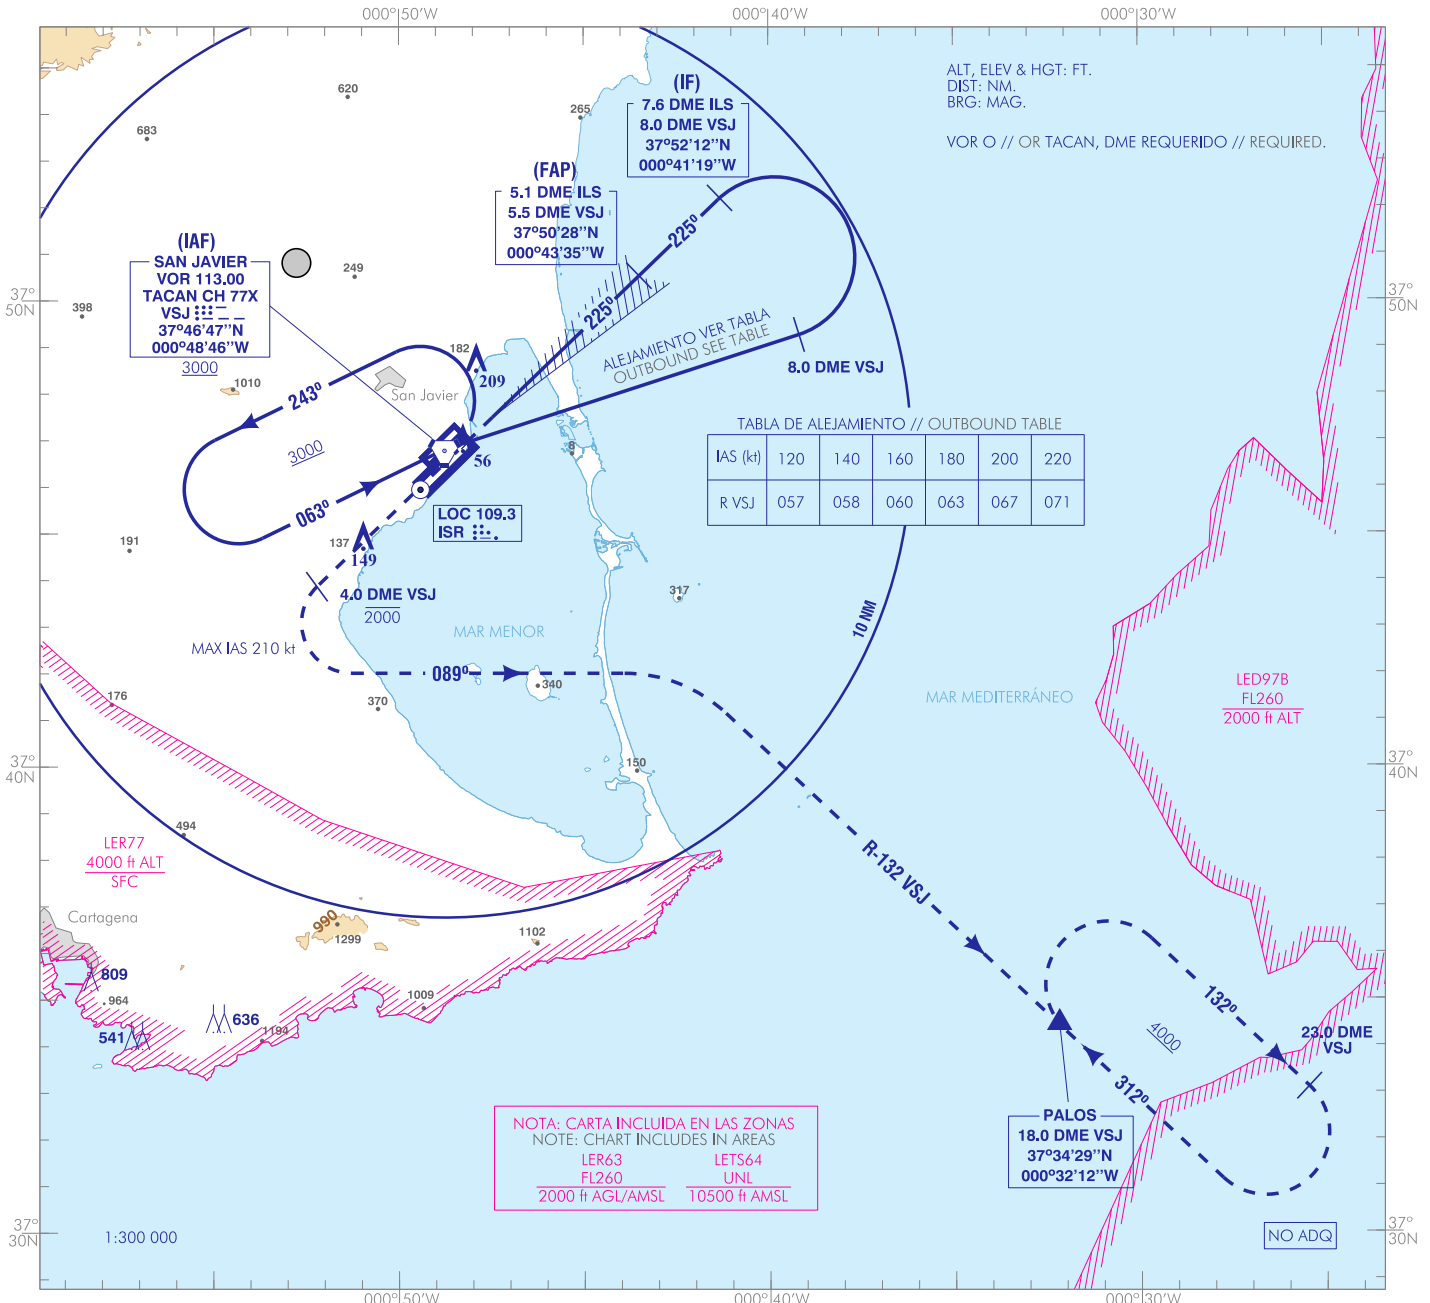 000°50'W
000°40'W
000°30'W
ALT, ELEV & HGT: FT.
DIST: NM.
BRG: MAG.
VOR O // OR TACAN, DME REQUERIDO // REQUIRED.
(IF)
7.6 DME ILS
8.0 DME VSJ
37°52'12''N
000°41'19''W
620
683
265
(FAP)
5.1 DME ILS
5.5 DME VSJ
37°50'28''N
000°43'35''W
225º
(IAF)
SAN JAVIER
VOR 113.00
TACAN CH 77X
VSJ
37°46'47''N
000°48'46''W
3000
249
398
37°
50N
37°
50N
225º
ALEJAMIENTO VER TABLA
OUTBOUND SEE TABLE
8.0 DME VSJ
182
209
1010
San Javier
243º
3000
063º
56
8
TABLA DE ALEJAMIENTO // OUTBOUND TABLE
IAS (kt) 120 140 160 180 200 220
R VSJ 057 058 060 063 067 071
LOC 109.3
ISR
191
137
149
4.0 DME VSJ
2000
317
10 NM
MAR MENOR
MAX IAS 210 kt
089º
340
370
176
MAR MEDITERRÁNEO
LED97B
FL260
2000 ft ALT
37°
40N
37°
40N
150
494
LER77
4000 ft ALT
SFC
R-132 VSJ
Cartagena
990
1299
1102
809
964
1009
636
541
1194
132º
4000
23.0 DME
VSJ
312º
PALOS
18.0 DME VSJ
37°34'29''N
000°32'12''W
NOTA: CARTA INCLUIDA EN LAS ZONAS
NOTE: CHART INCLUDES IN AREAS
LER63 LETS64
FL260 UNL
2000 ft AGL/AMSL 10500 ft AMSL
37°
30N
37°
30N
1:300 000
NO ADQ
000°50'W
000°40'W
000°30'W